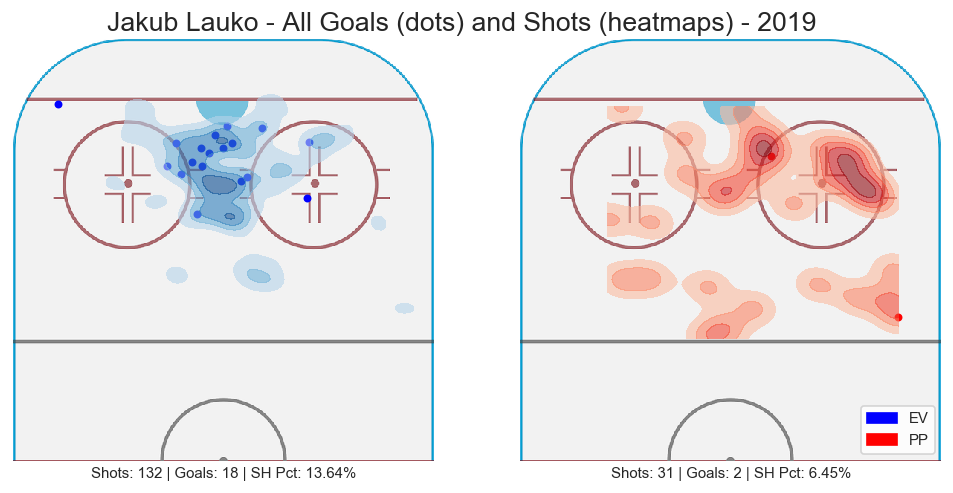 Jakub Lauko - All Goals (dots) and Shots (heatmaps) - 2019
EV
PP
Shots: 132 | Goals: 18 | SH Pct: 13.64%
Shots: 31 | Goals: 2 | SH Pct: 6.45%